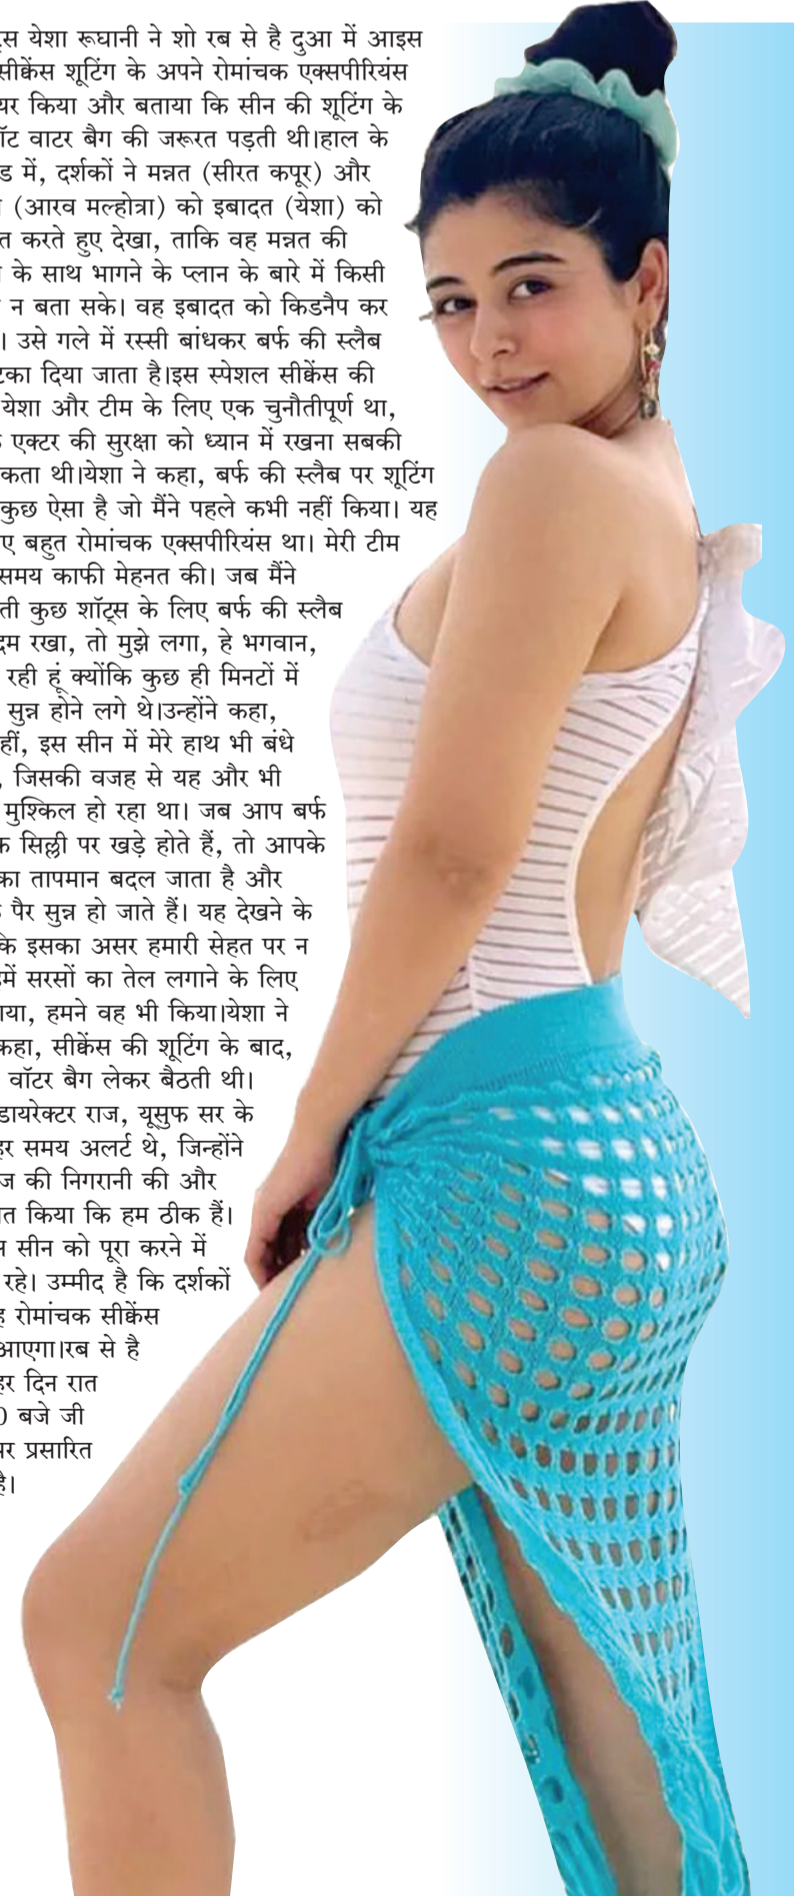 स येशा रूघानी ने शो रब से है दुआ में आइस
सीक्वेंस शूटिंग के अपने रोमांचक एक्सपीरियंस
यर किया और बताया कि सीन की शूटिंग के
ॉट वाटर बैग की जरूरत पड़ती थी।हाल के
ड में, दर्शकों ने मन्नत (सीरत कपूर) और
(आरव मल्होत्रा) को इबादत (येशा) को
त करते हुए देखा, ताकि वह मन्नत की
के साथ भागने के प्लान के बारे में किसी
न बता सके। वह इबादत को किडनैप कर
। उसे गले में रस्सी बांधकर बर्फ की स्लैब
टका दिया जाता है।इस स्पेशल सीक्वेंस की
येशा और टीम के लिए एक चुनौतीपूर्ण था,
एक्टर की सुरक्षा को ध्यान में रखना सबकी
कता थी।येशा ने कहा, बर्फ की स्लैब पर शूटिंग
कुछ ऐसा है जो मैंने पहले कभी नहीं किया। यह
ए बहुत रोमांचक एक्सपीरियंस था। मेरी टीम
समय काफी मेहनत की। जब मैंने
ती कुछ शॉट्स के लिए बर्फ की स्लैब
दम रखा, तो मुझे लगा, हे भगवान,
रही हूं क्योंकि कुछ ही मिनटों में
सुन्न होने लगे थे।उन्होंने कहा,
हीं, इस सीन में मेरे हाथ भी बंधे
, जिसकी वजह से यह और भी
मुश्किल हो रहा था। जब आप बर्फ
क सिल्ली पर खड़े होते हैं, तो आपके
का तापमान बदल जाता है और
पैर सुन्न हो जाते हैं। यह देखने के
कि इसका असर हमारी सेहत पर न
में सरसों का तेल लगाने के लिए
ाया, हमने वह भी किया।येशा ने
कहा, सीक्वेंस की शूटिंग के बाद,
वॉटर बैग लेकर बैठती थी।
डायरेक्टर राज, यूसुफ सर के
हर समय अलर्ट थे, जिन्होंने
ज की निगरानी की और
त किया कि हम ठीक हैं।
सीन को पूरा करने में
रहे। उम्मीद है कि दर्शकों
ह रोमांचक सीक्वेंस
आएगा।रब से है
हर दिन रात
0 बजे जी
पर प्रसारित
है।